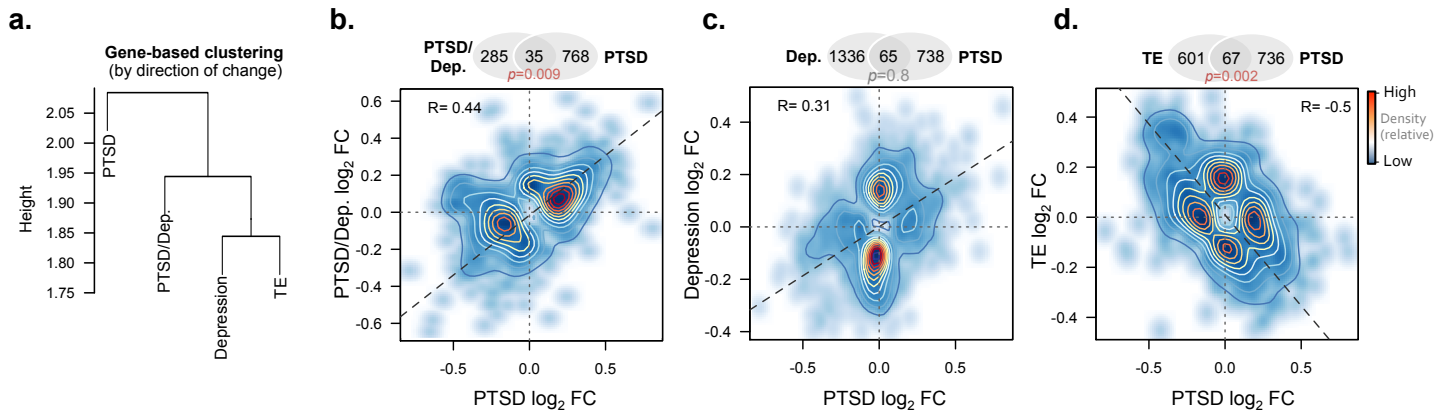 a.
Gene-based clustering
(by direction of change)
Height
2.05
2.00
1.95
1.90
1.85
1.80
1.75
PTSD
PTSD/Dep.
Depression
TE
b.
PTSD/
Dep.
285 35 768
PTSD
p=0.009
R= 0.44
PTSD/Dep. log2 FC
0.6
0.4
0.2
0.0
-0.2
-0.4
-0.6
-0.5 0.0 0.5
PTSD log2 FC
c.
Dep. 1336 65 738 PTSD
p=0.8
R= 0.31
Depression log2 FC
0.4
0.2
0.0
-0.2
-0.4
-0.5 0.0 0.5
PTSD log2 FC
d.
TE 601 67 736 PTSD
p=0.002
R= -0.5
TE log2 FC
0.4
0.2
0.0
-0.2
-0.4
-0.5 0.0 0.5
PTSD log2 FC
High
Density
(relative)
Low